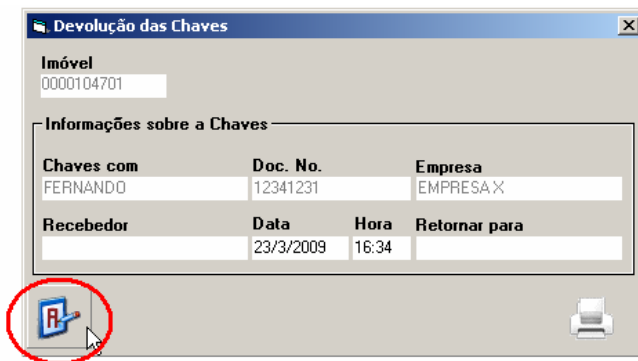 Devolução das Chaves
Imóvel
0000104701
Informações sobre a Chaves
Chaves com Doc. No. Empresa
FERNANDO 12341231 EMPRESA X
Recebedor Data Hora Retornar para
23/3/2009 16:34